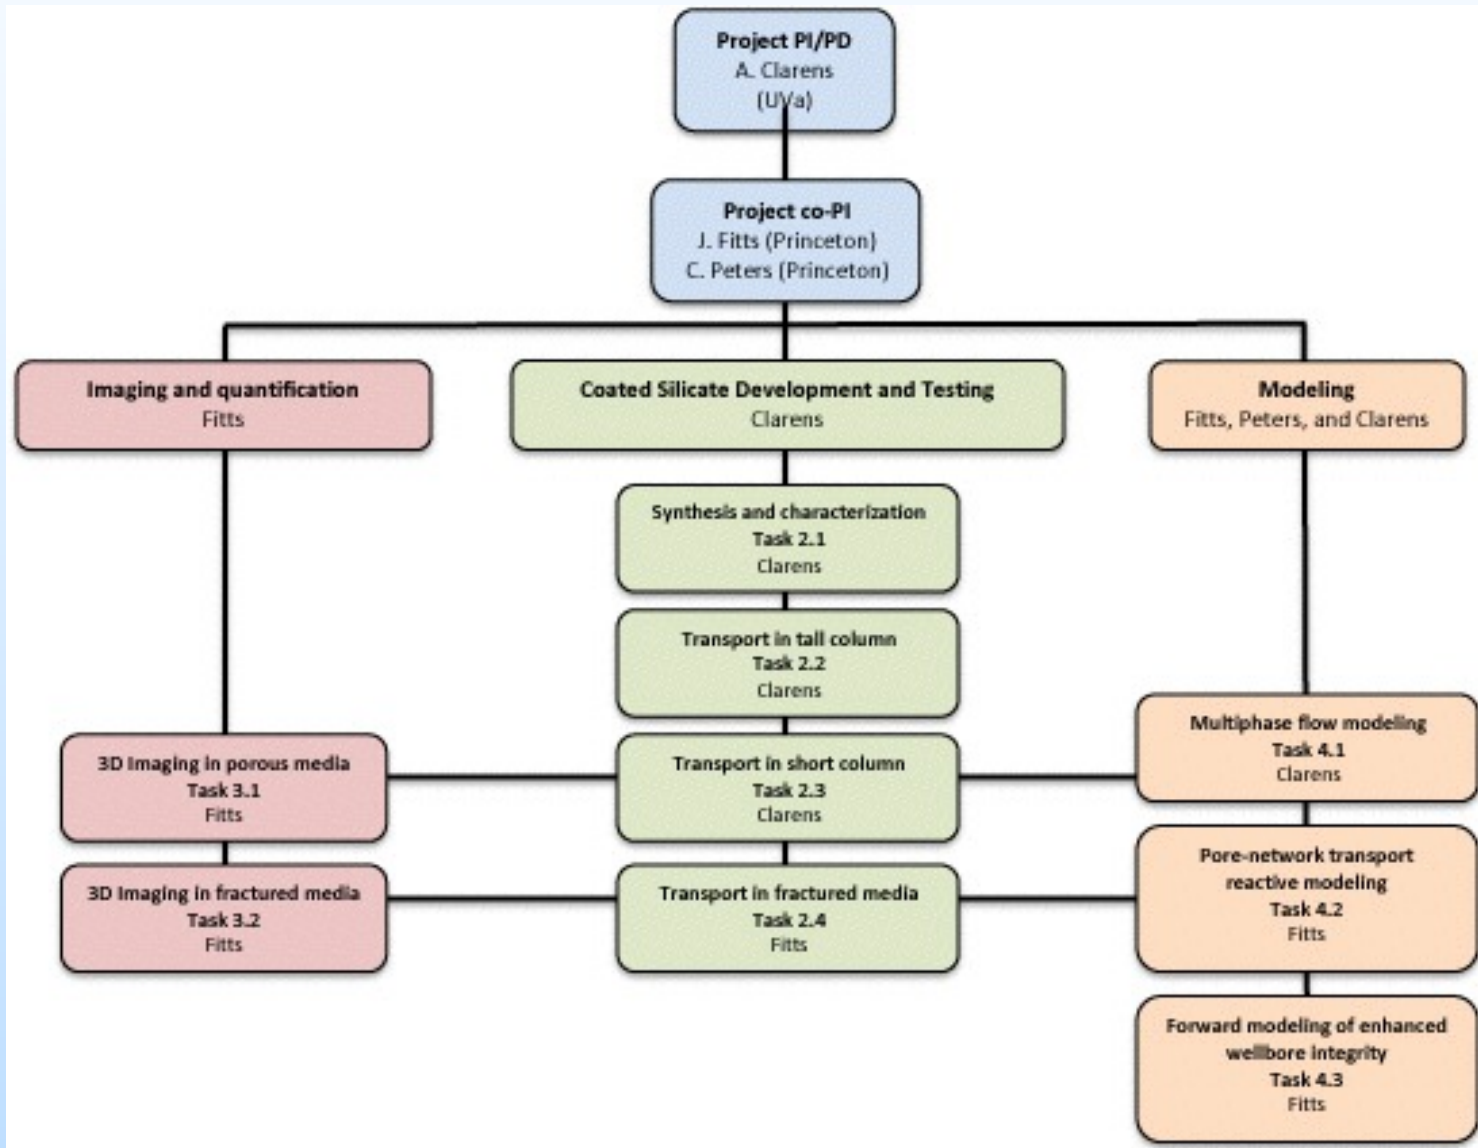 Project PI/PD
A. Clarens
(UVa)
Project co-PI
J. Fitts (Princeton)
C. Peters (Princeton)
Imaging and quantification
Fitts
Coated Silicate Development and Testing
Clarens
Modeling
Fitts, Peters, and Clarens
Synthesis and characterization
Task 2.1
Clarens
Transport in tall column
Task 2.2
Clarens
3D Imaging in porous media
Task 3.1
Fitts
Transport in short column
Task 2.3
Clarens
Multiphase flow modeling
Task 4.1
Clarens
3D Imaging in fractured media
Task 3.2
Fitts
Transport in fractured media
Task 2.4
Fitts
Pore-network transport
reactive modeling
Task 4.2
Fitts
Forward modeling of enhanced
wellbore integrity
Task 4.3
Fitts